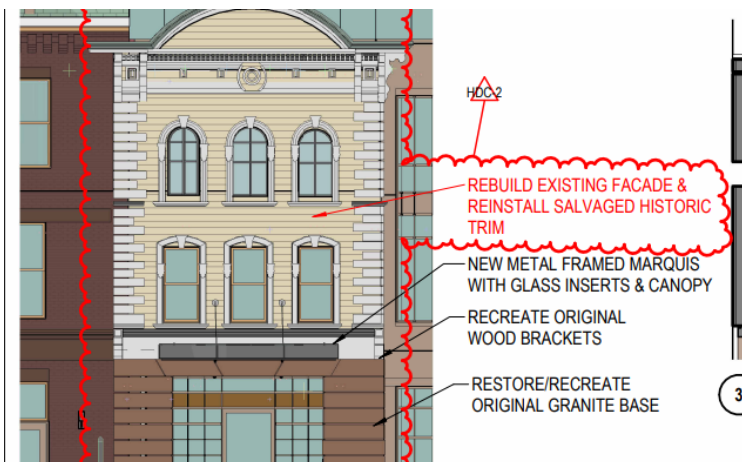 HDC-2
REBUILD EXISTING FACADE &
REINSTALL SALVAGED HISTORIC
TRIM
NEW METAL FRAMED MARQUIS
WITH GLASS INSERTS & CANOPY
RECREATE ORIGINAL
WOOD BRACKETS
RESTORE/RECREATE
ORIGINAL GRANITE BASE
3